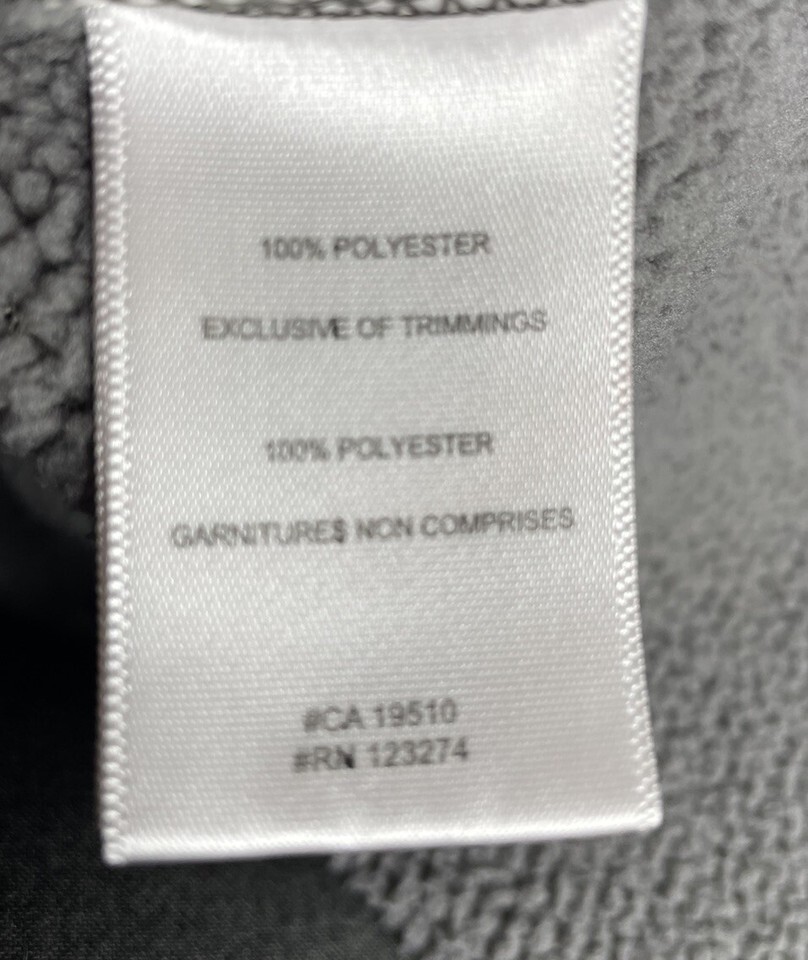 100% POLYESTER
EXCLUSIVE OF TRIMMINGS
100% POLYESTER
GARNITURES NON COMPRISES
#CA 19510
#RN 123274